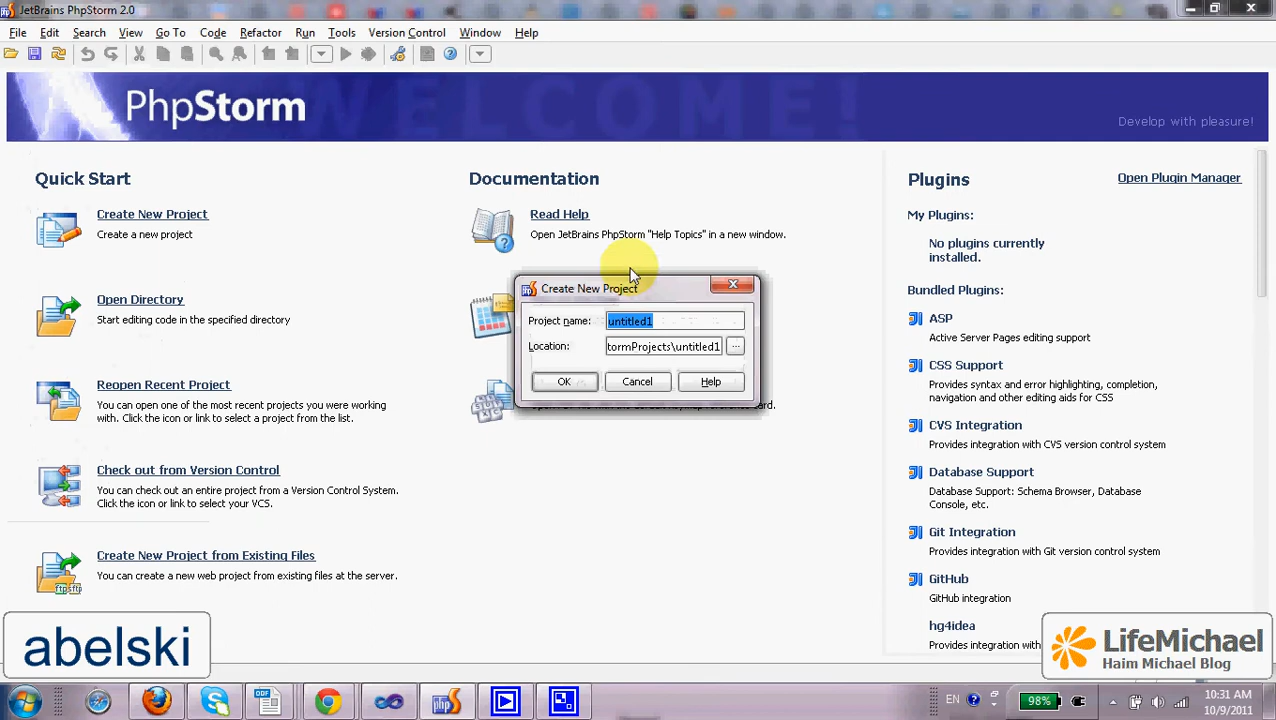 JetBrains PhpStorm 2.0
File Edit Search View Go To Code Refactor Run Tools Version Control Window Help
PhpStorm
WELCOME!
Develop with pleasure!
Quick Start
Create New Project
Create a new project
Open Directory
Start editing code in the specified directory
Reopen Recent Project
You can open one of the most recent projects you were working
with. Click the icon or link to select a project from the list.
Check out from Version Control
You can check out an entire project from a Version Control System.
Click the icon or link to select your VCS.
Create New Project from Existing Files
You can create a new web project from existing files at the server.
Documentation
Read Help
Open JetBrains PhpStorm "Help Topics" in a new window.
Create New Project
Project name: untitled1
Location: tormProjects\untitled1 ...
OK Cancel Help
Plugins
Open Plugin Manager
My Plugins:
No plugins currently
installed.
Bundled Plugins:
ASP
Active Server Pages editing support
CSS Support
Provides syntax and error highlighting, completion,
navigation and other editing aids for CSS
CVS Integration
Provides integration with CVS version control system
Database Support
Database Support: Schema Browser, Database
Console, etc.
Git Integration
Provides integration with Git version control system
GitHub
GitHub integration
hg4idea
Provides integration with
abelski
LifeMichael
Haim Michael Blog
EN
98%
10:31 AM
10/9/2011